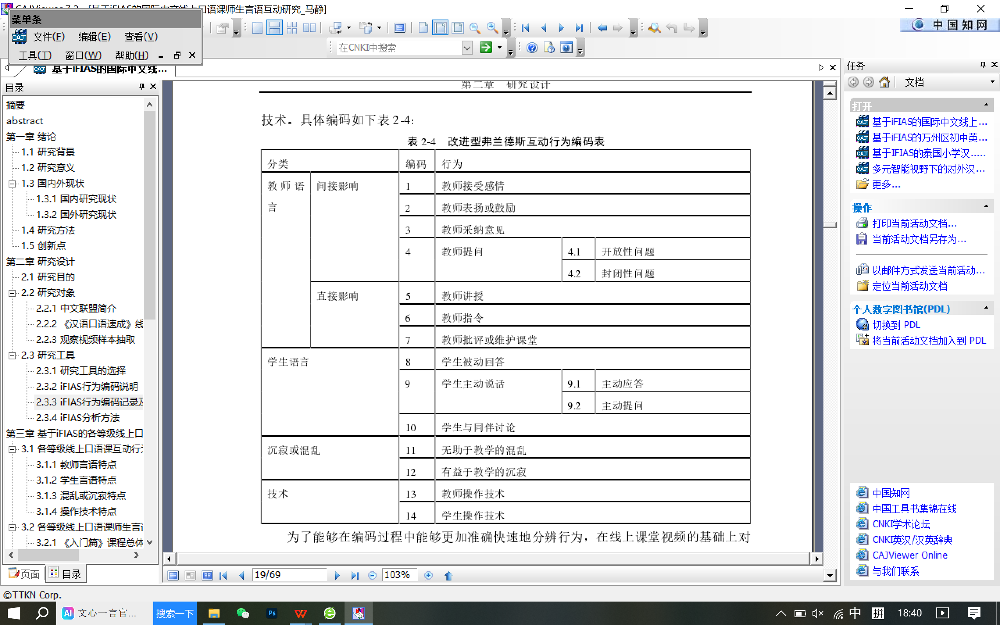 [基于iFIAS的国际中文线上口语课师生言语互动研究_马静]
菜单条
文件(F) 编辑(E) 查看(V)
工具(T) 窗口(W) 帮助(H)
在CNKI中搜索
中国知网
基于iFIAS的国际中文线...
目录
摘要
abstract
第一章 绪论
1.1 研究背景
1.2 研究意义
1.3 国内外现状
1.3.1 国内研究现状
1.3.2 国外研究现状
1.4 研究方法
1.5 创新点
第二章 研究设计
2.1 研究目的
2.2 研究对象
2.2.1 中文联盟简介
2.2.2 《汉语口语速成》线
2.2.3 观察视频样本抽取
2.3 研究工具
2.3.1 研究工具的选择
2.3.2 iFIAS行为编码说明
2.3.3 iFIAS行为编码记录及
2.3.4 iFIAS分析方法
第三章 基于iFIAS的各等级线上口
3.1 各等级线上口语课互动行为
3.1.1 教师言语特点
3.1.2 学生言语特点
3.1.3 混乱或沉寂特点
3.1.4 操作技术特点
3.2 各等级线上口语课师生言语
3.2.1 《入门篇》课程总体
页面 目录
第二章 研究设计
技术。具体编码如下表 2-4：
表 2-4 改进型弗兰德斯互动行为编码表
分类 编码 行为
教师语言 间接影响 1 教师接受感情
2 教师表扬或鼓励
3 教师采纳意见
4 教师提问 4.1 开放性问题
4.2 封闭性问题
直接影响 5 教师讲授
6 教师指令
7 教师批评或维护课堂
学生语言 8 学生被动回答
9 学生主动说话 9.1 主动应答
9.2 主动提问
10 学生与同伴讨论
沉寂或混乱 11 无助于教学的混乱
12 有益于教学的沉寂
技术 13 教师操作技术
14 学生操作技术
为了能够在编码过程中能够更加准确快速地分辨行为，在线上课堂视频的基础上对
19/69 103%
任务
文档
打开
基于iFIAS的国际中文线上...
基于iFIAS的万州区初中英...
基于IFIAS的泰国小学汉.....
多元智能视野下的对外汉...
更多...
操作
打印当前活动文档...
当前活动文档另存为...
以邮件方式发送当前活动...
定位当前活动文档
个人数字图书馆(PDL)
切换到 PDL
将当前活动文档加入到 PDL
中国知网
中国工具书集锦在线
CNKI学术论坛
CNKI英汉/汉英辞典
CAJViewer Online
与我们联系
©TTKN Corp.
文心一言官... 搜索一下
中 拼 18:40